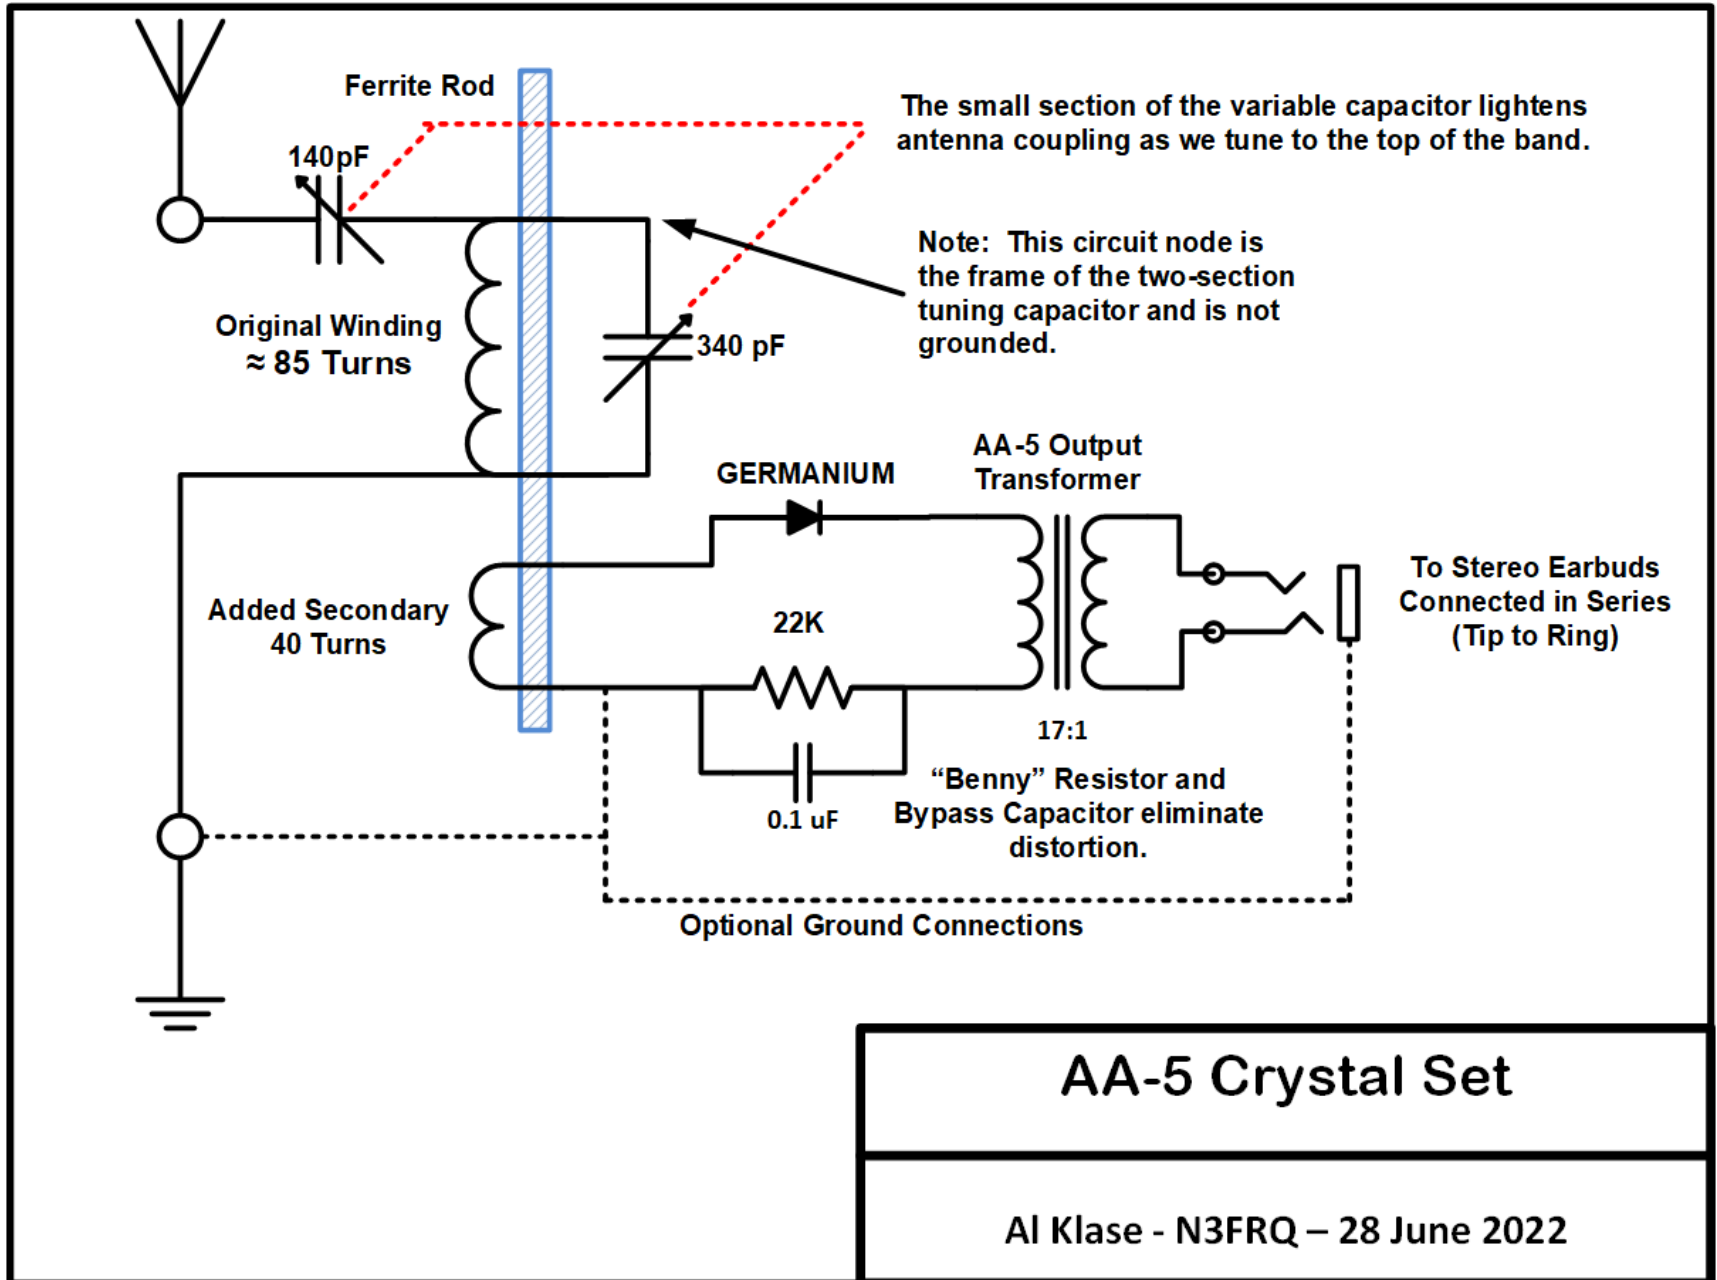 Ferrite Rod
The small section of the variable capacitor lightens
antenna coupling as we tune to the top of the band.
140pF
Note:  This circuit node is
the frame of the two-section
tuning capacitor and is not
grounded.
Original Winding
≈ 85 Turns
340 pF
AA-5 Output
Transformer
GERMANIUM
To Stereo Earbuds
Connected in Series
(Tip to Ring)
Added Secondary
40 Turns
22K
17:1
0.1 uF
“Benny” Resistor and
Bypass Capacitor eliminate
distortion.
Optional Ground Connections
AA-5 Crystal Set
Al Klase - N3FRQ – 28 June 2022